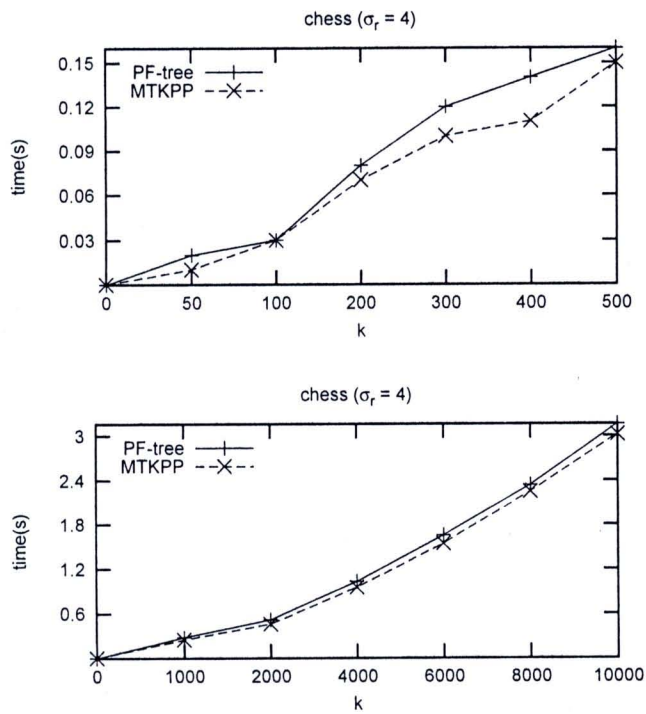 chess (σr = 4)
PF-tree
MTKPP
time(s)
0.15
0.12
0.09
0.06
0.03
0 50 100 200 300 400 500
k
chess (σr = 4)
PF-tree
MTKPP
time(s)
3
2.4
1.8
1.2
0.6
0 1000 2000 4000 6000 8000 10000
k